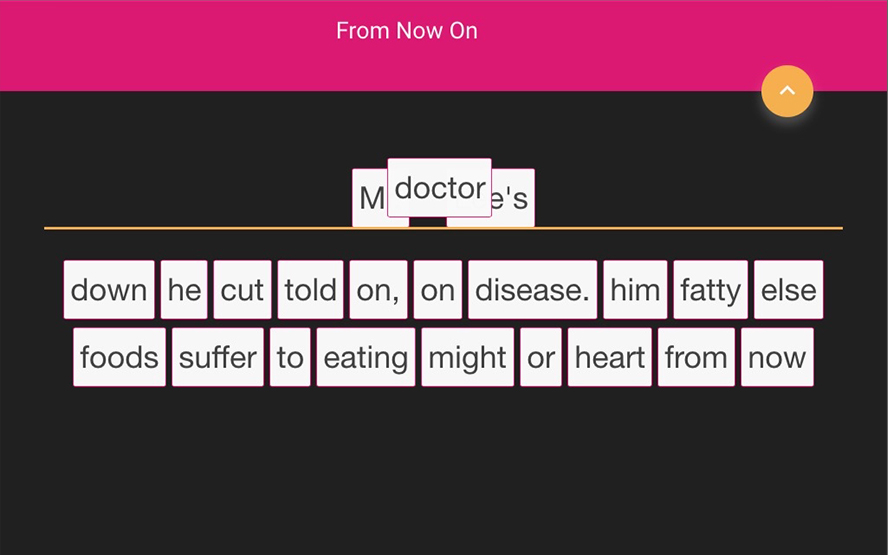 From Now On
doctor
down he cut told on, on disease. him fatty else
foods suffer to eating might or heart from now